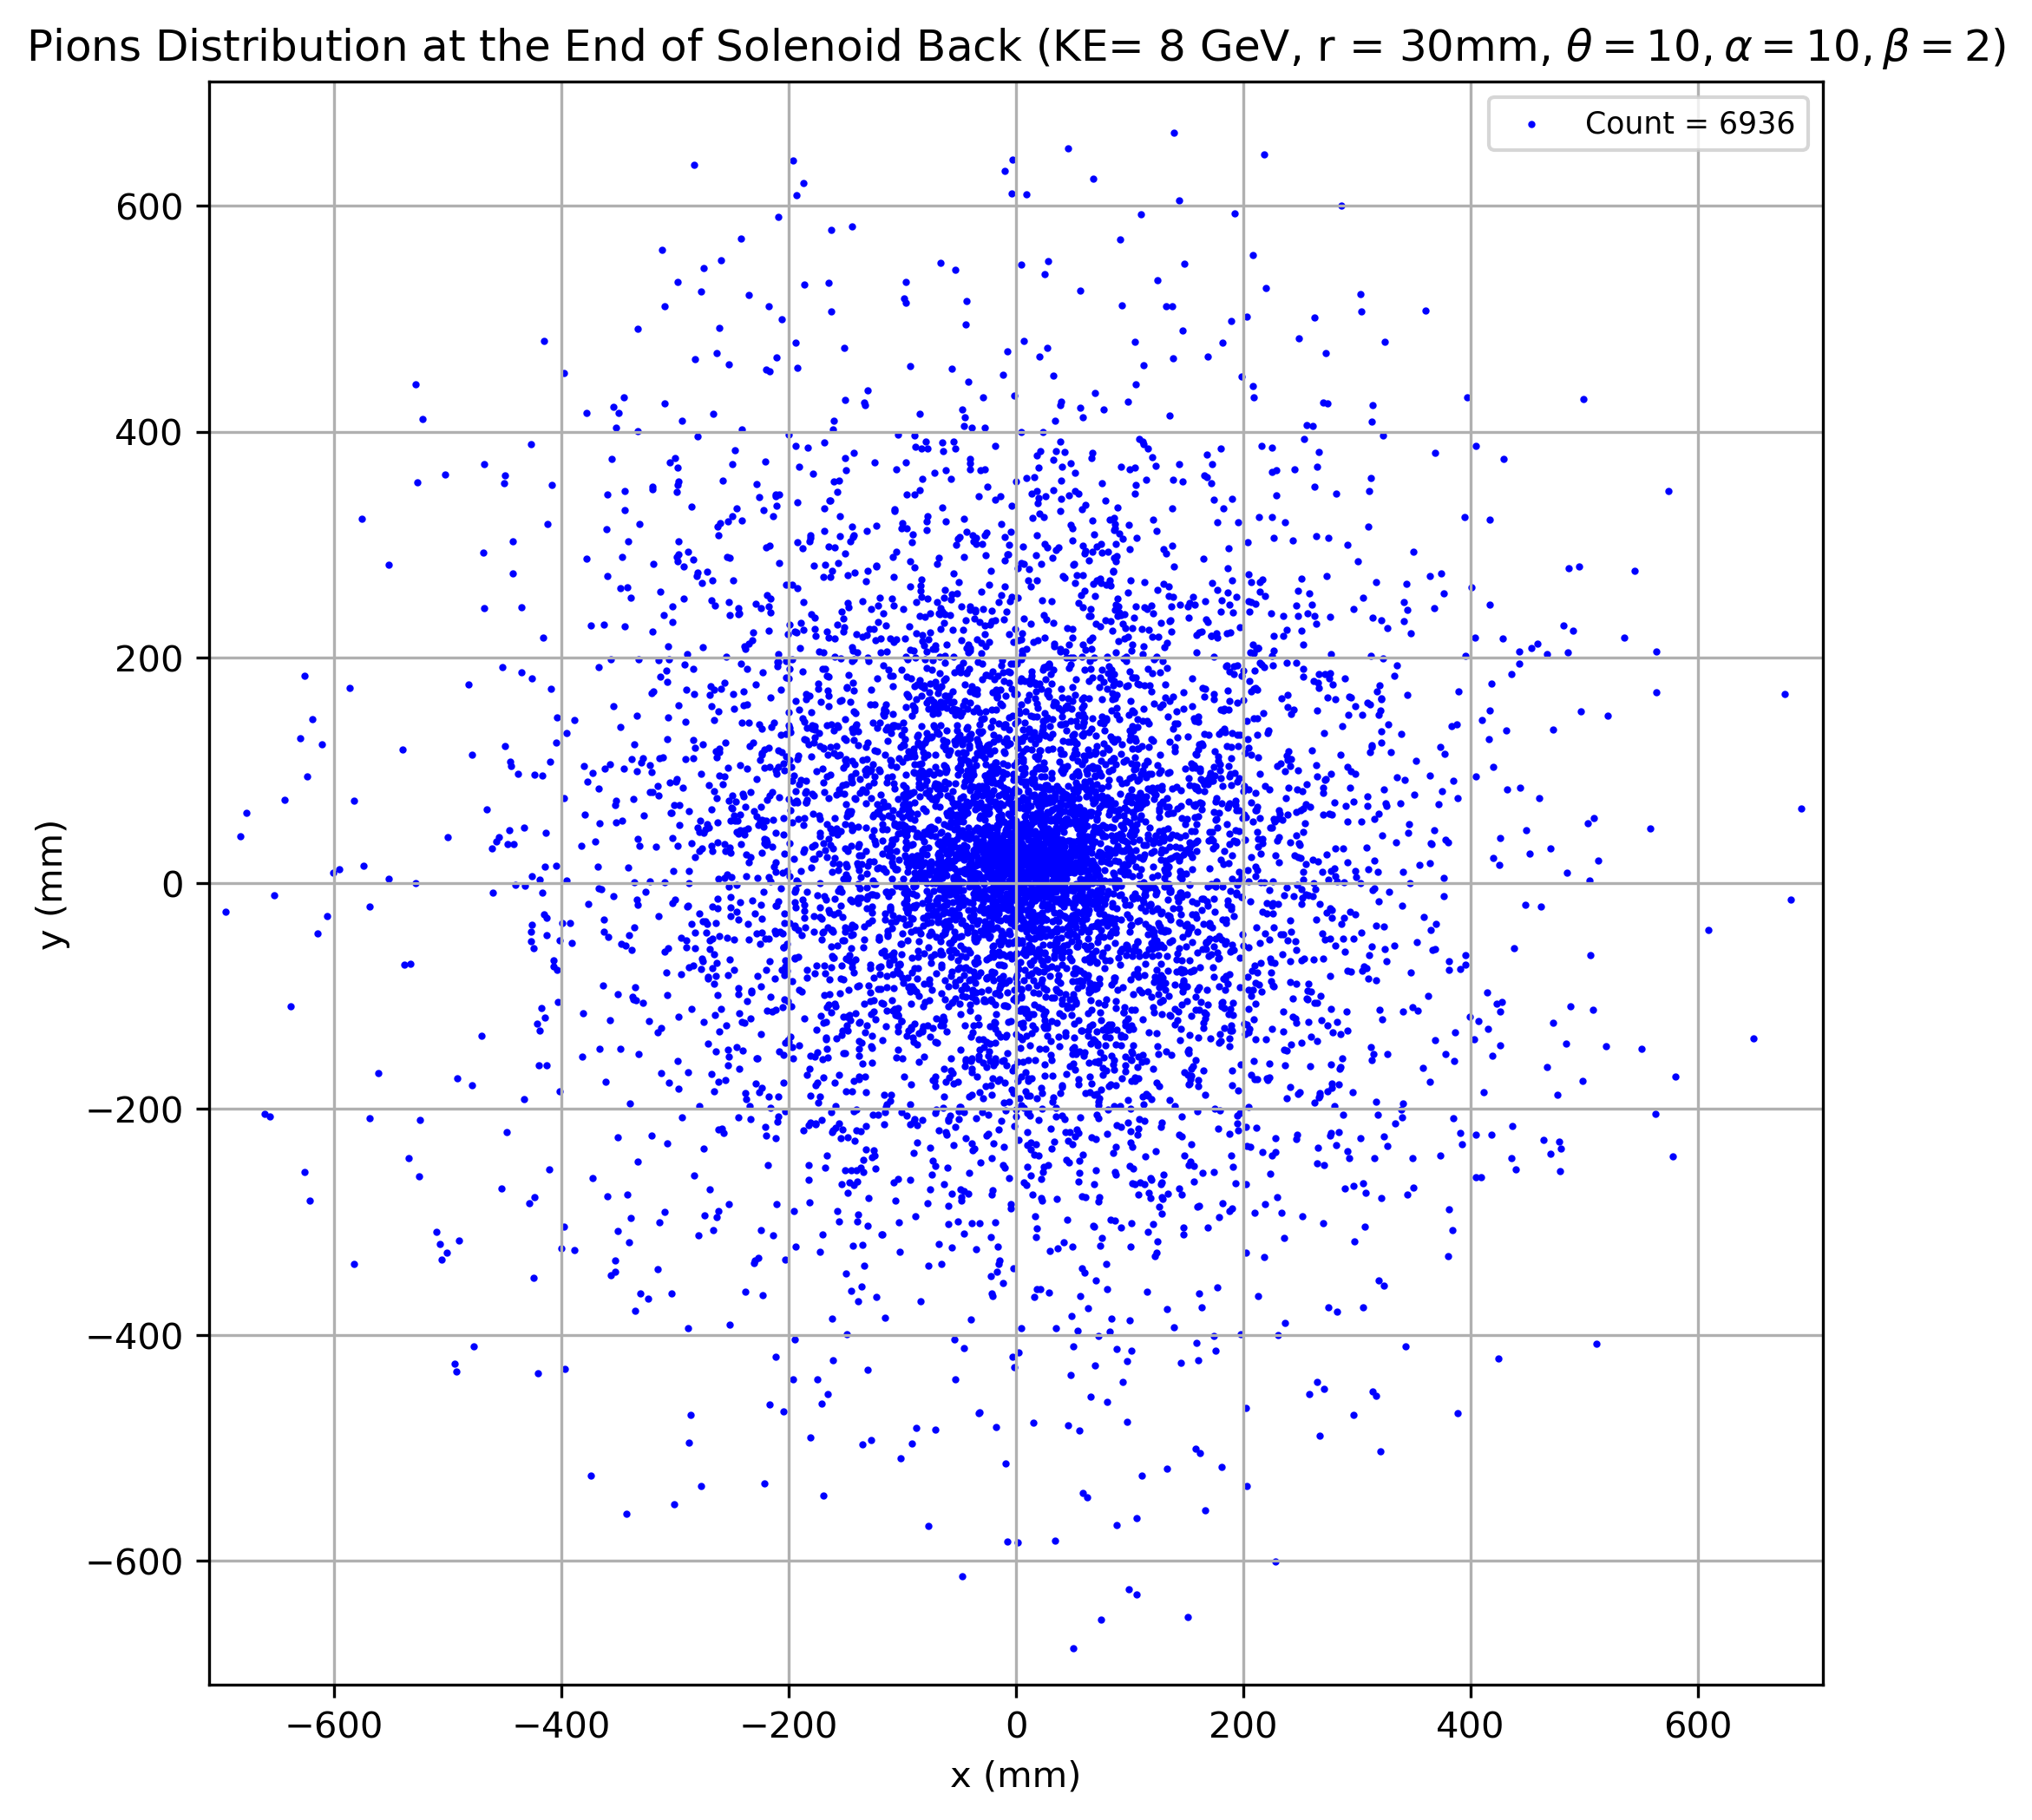 Pions Distribution at the End of Solenoid Back (KE= 8 GeV, r = 30mm, θ = 10, α = 10, β = 2)
Count = 6936
600
400
200
0
−200
−400
−600
y (mm)
−600 −400 −200 0 200 400 600
x (mm)